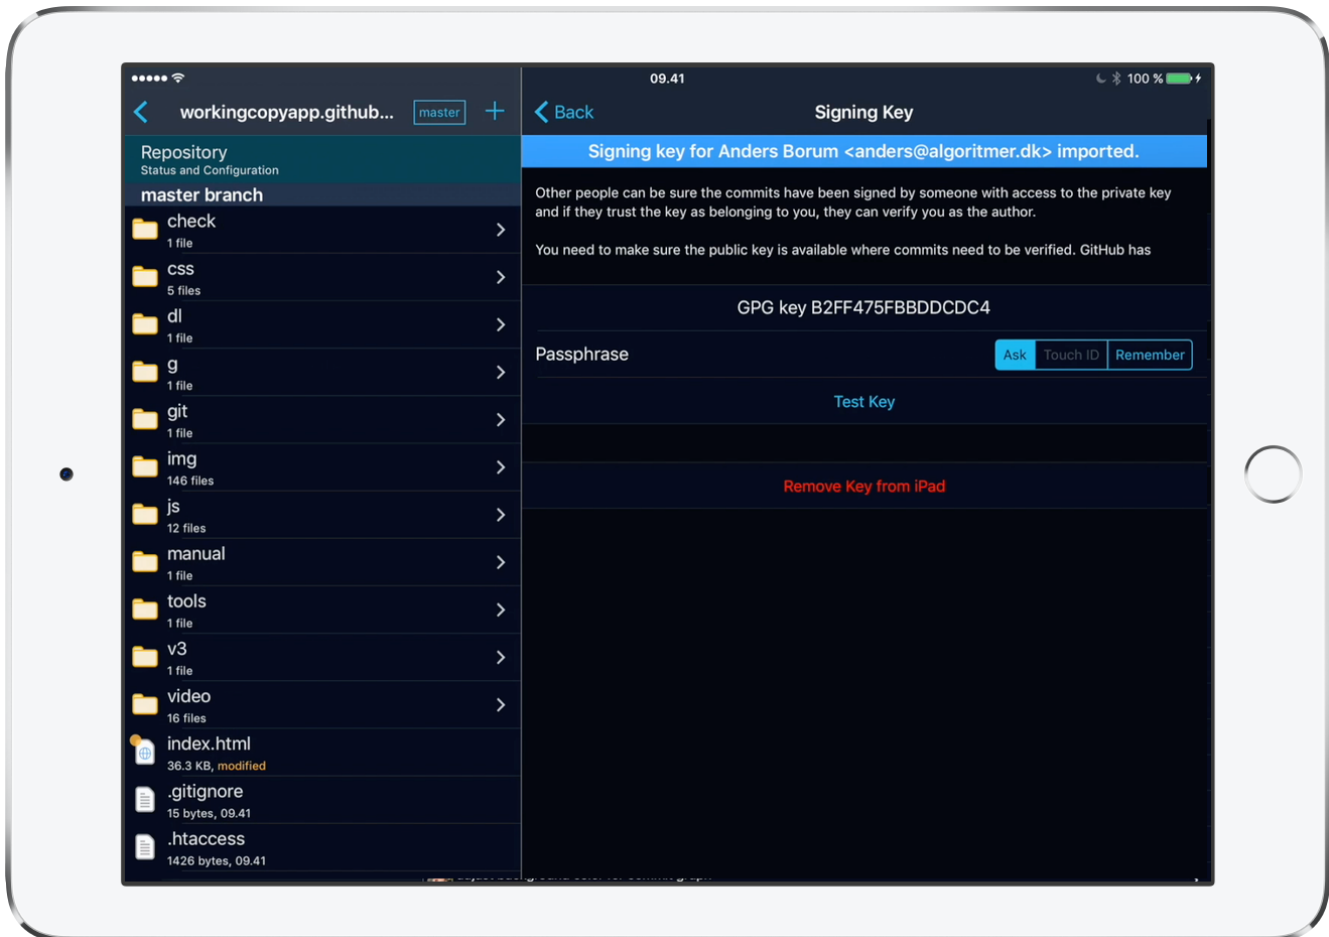 09.41
100 %
workingcopyapp.github...
master
Repository
Status and Configuration
master branch
check
1 file
css
5 files
dl
1 file
g
1 file
git
1 file
img
146 files
js
12 files
manual
1 file
tools
1 file
v3
1 file
video
16 files
index.html
36.3 KB, modified
.gitignore
15 bytes, 09.41
.htaccess
1426 bytes, 09.41
Back
Signing Key
Signing key for Anders Borum <anders@algoritmer.dk> imported.
Other people can be sure the commits have been signed by someone with access to the private key
and if they trust the key as belonging to you, they can verify you as the author.
You need to make sure the public key is available where commits need to be verified. GitHub has
GPG key B2FF475FBBDDCDC4
Passphrase
Ask
Touch ID
Remember
Test Key
Remove Key from iPad